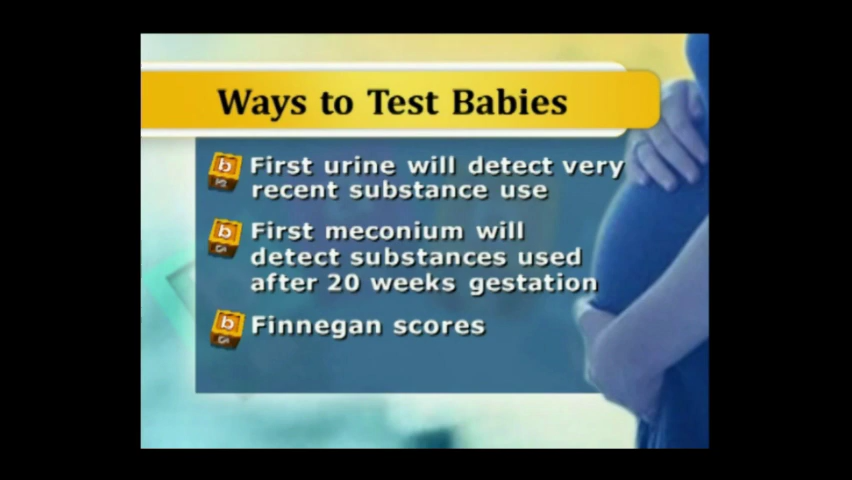 Ways to Test Babies
First urine will detect very
recent substance use
First meconium will
detect substances used
after 20 weeks gestation
Finnegan scores